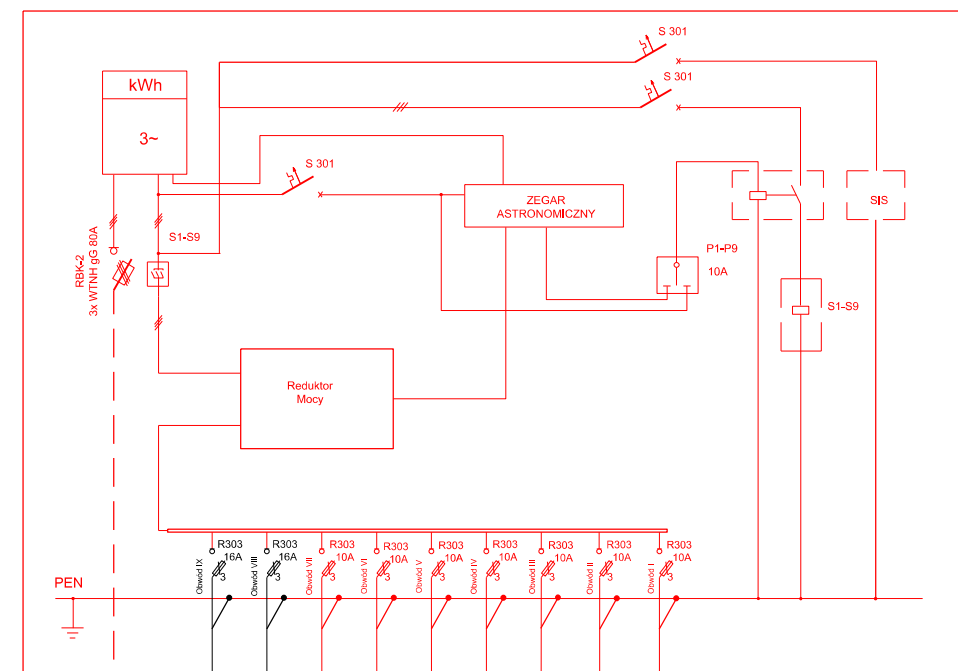 S 301
S 301
kWh
3~
S 301
ZEGAR
ASTRONOMICZNY
SIS
RBK-2
3x WTNH gG 80A
S1-S9
P1-P9
10A
S1-S9
Reduktor
Mocy
PEN
Obwód IX
R303
16A
3
Obwód VIII
R303
16A
3
Obwód VII
R303
10A
3
Obwód VI
R303
10A
3
Obwód V
R303
10A
3
Obwód IV
R303
10A
3
Obwód III
R303
10A
3
Obwód II
R303
10A
3
Obwód I
R303
10A
3